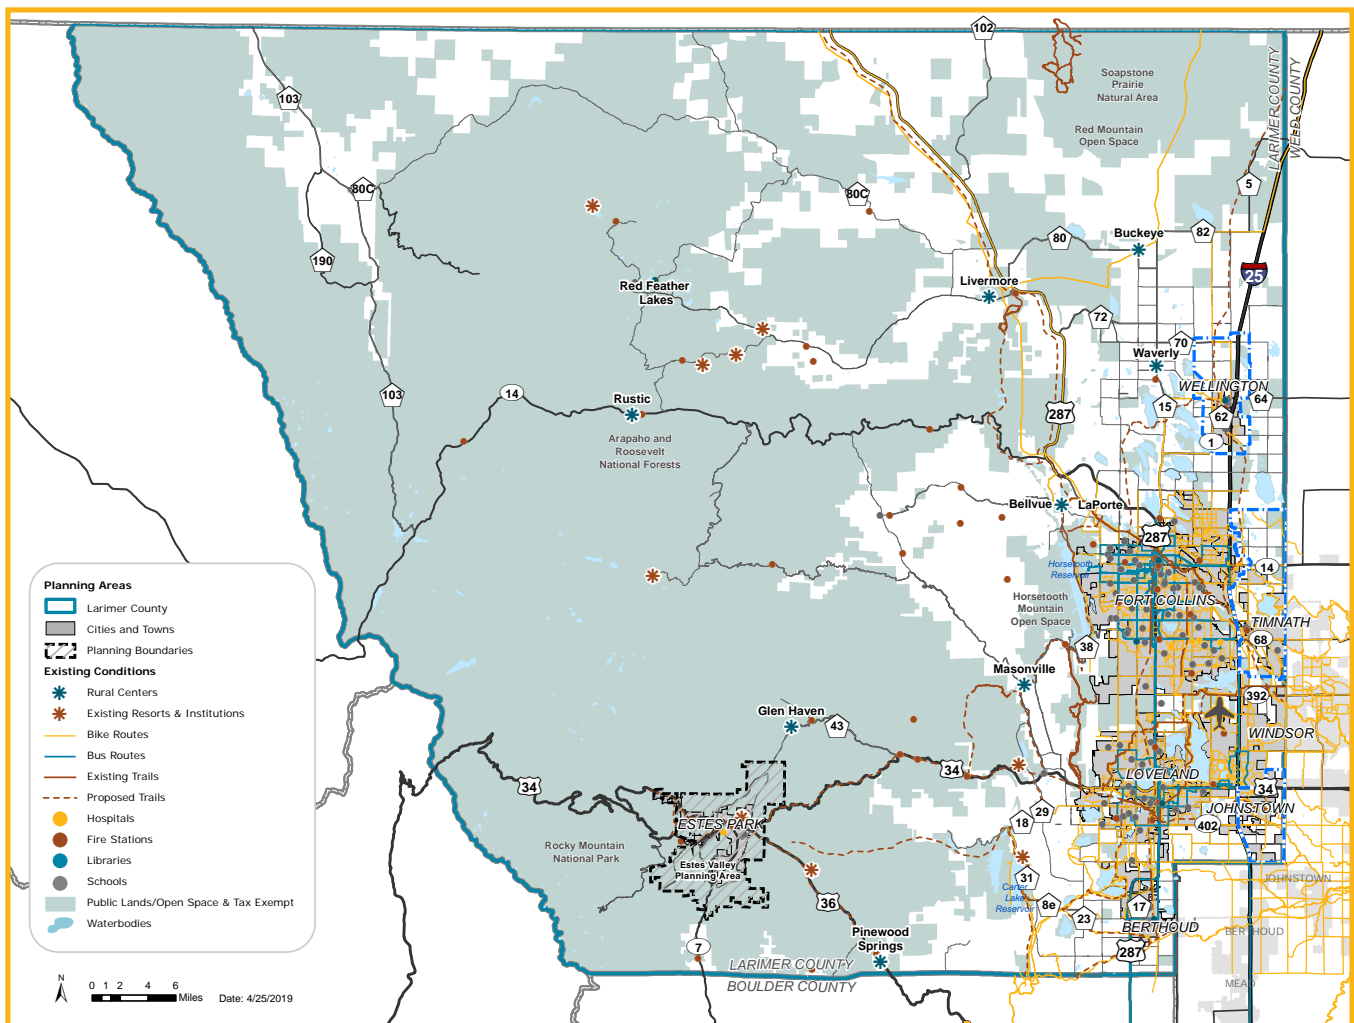 102
LARIMER COUNTY
WELD COUNTY
Soapstone
Prairie
Natural Area
103
Red Mountain
Open Space
5
80C
80C
190
Buckeye
82
80
25
Livermore
Red Feather
Lakes
72
70
Waverly
WELLINGTON
103
14
Rustic
15
64
62
287
1
Arapaho and
Roosevelt
National Forests
Bellvue
LaPorte
287
Horsetooth
Reservoir
14
FORT COLLINS
Horsetooth
Mountain
Open Space
TIMNATH
68
38
Masonville
392
Glen Haven
43
WINDSOR
34
LOVELAND
34
34
JOHNSTOWN
29
18
402
ESTES PARK
Rocky Mountain
National Park
Estes Valley
Planning Area
31
JOHNSTOWN
Carter
Lake
Reservoir
36
8e
23
17
BERTHOUD
BERTHOUD
Pinewood
Springs
7
287
LARIMER COUNTY
BOULDER COUNTY
MEAD
Planning Areas
Larimer County
Cities and Towns
Planning Boundaries
Existing Conditions
Rural Centers
Existing Resorts & Institutions
Bike Routes
Bus Routes
Existing Trails
Proposed Trails
Hospitals
Fire Stations
Libraries
Schools
Public Lands/Open Space & Tax Exempt
Waterbodies
N
0 1 2 4 6
Miles
Date: 4/25/2019